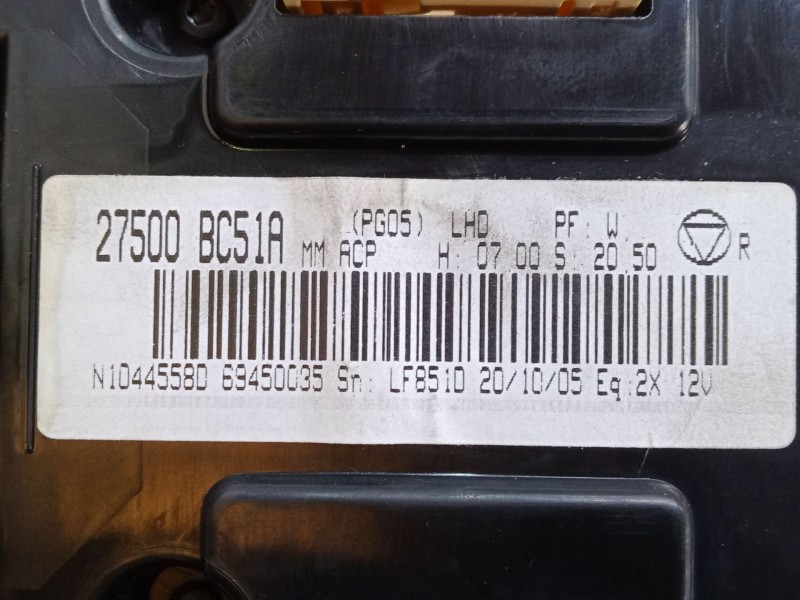 27500 BC51A (PG05) LHD PF: W.
MM ACP H: 07 00 S: 20.50 R
N1044558D 69450035 Sn: LF851D 20/10/05 Eq:2X 12V